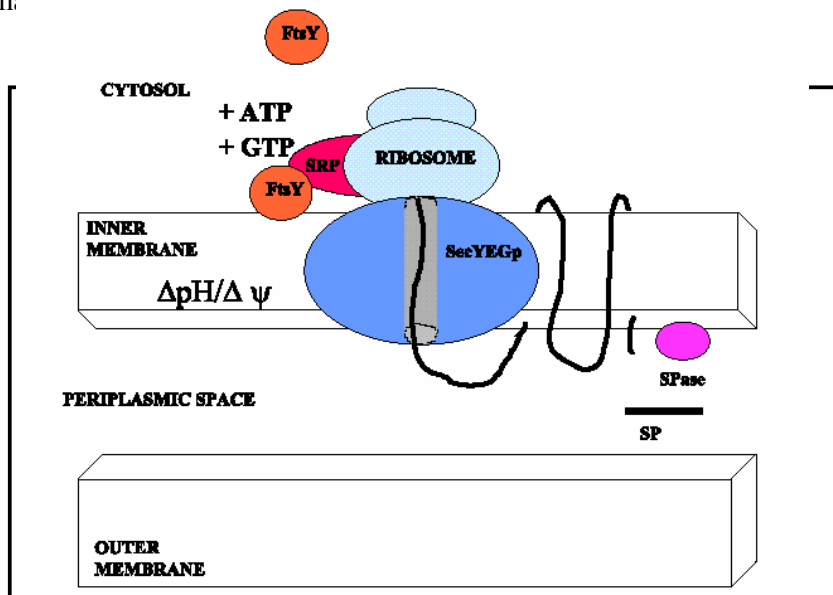 FtsY
CYTOSOL
+ ATP
+ GTP
SRP
RIBOSOME
FtsY
INNER
MEMBRANE
SecYEGp
ΔpH/Δ ψ
SPase
PERIPLASMIC SPACE
SP
OUTER
MEMBRANE